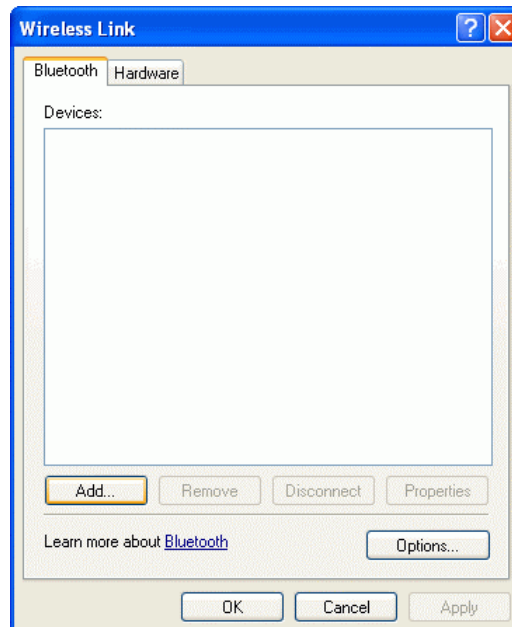 Wireless Link
Bluetooth Hardware
Devices:
Add... Remove Disconnect Properties
Learn more about Bluetooth Options...
OK Cancel Apply